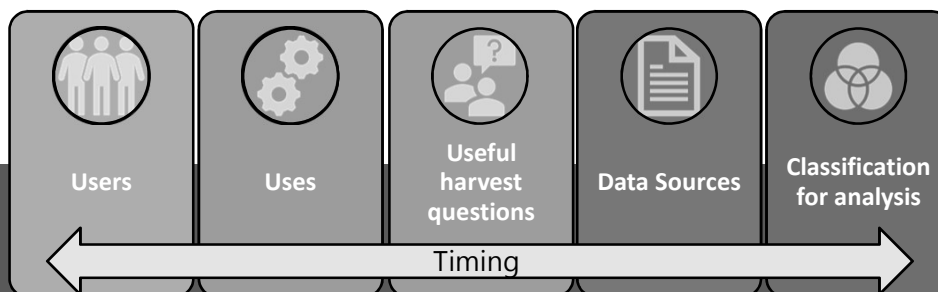 ?
Users
Uses
Useful
harvest
questions
Data Sources
Classification
for analysis
Timing